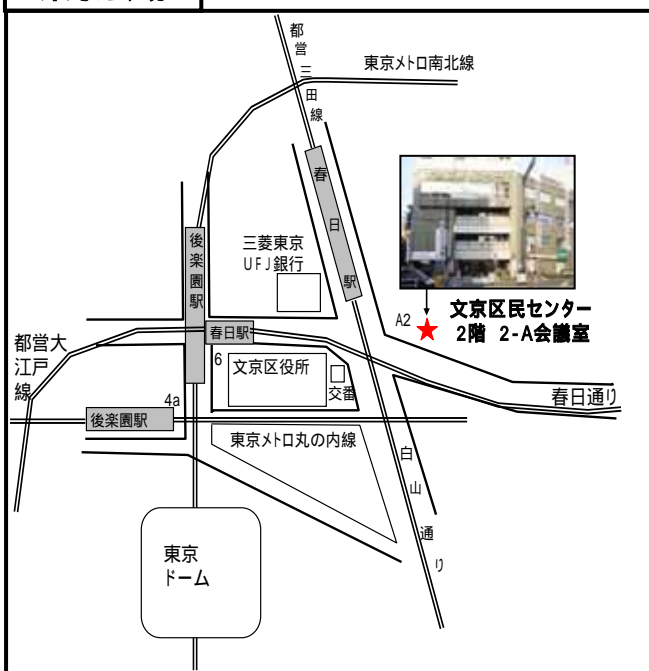 都営三田線
東京メトロ南北線
春日駅
後楽園駅
三菱東京
UFJ銀行
A2
文京区民センター
2階 2-A会議室
春日駅
都営大
江戸
線
6
文京区役所
交番
春日通り
4a
後楽園駅
東京メトロ丸の内線
白山通り
東京
ドーム